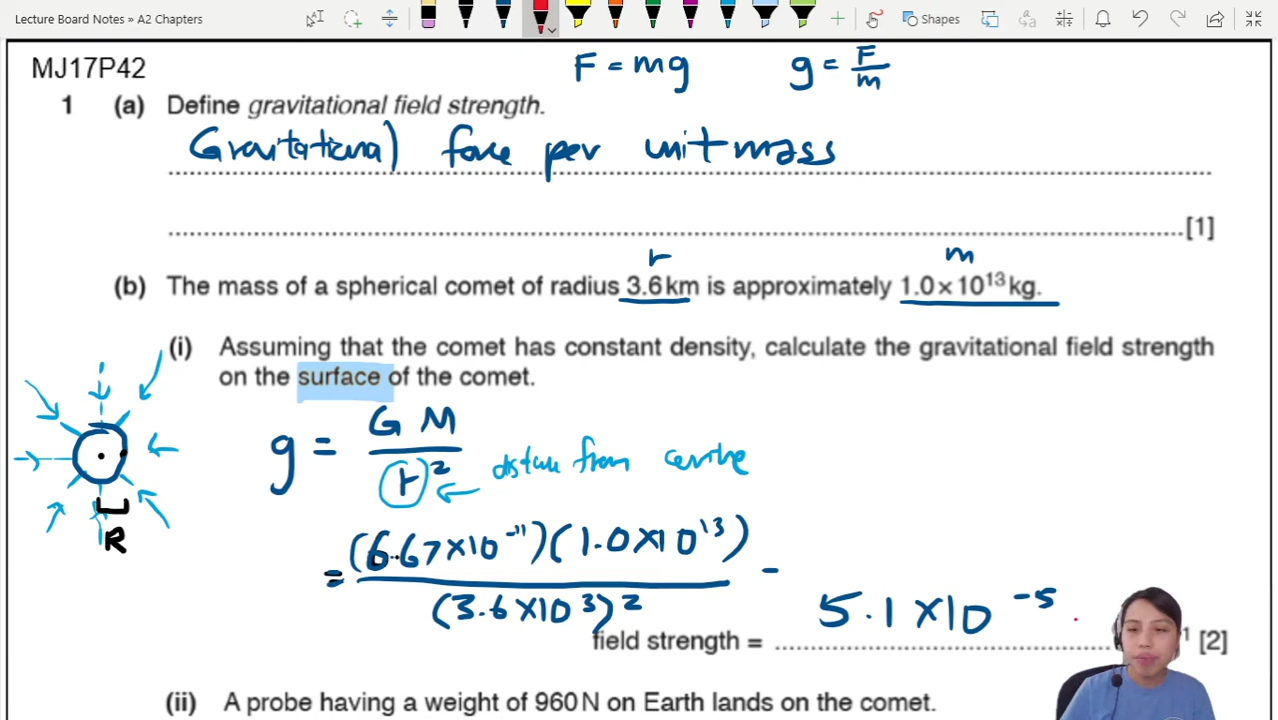 Lecture Board Notes » A2 Chapters
Shapes
F = mg g = F/m
MJ17P42
1 (a) Define gravitational field strength.
Gravitational force per unit mass
[1]
r m
(b) The mass of a spherical comet of radius 3.6 km is approximately 1.0 × 10¹³ kg.
(i) Assuming that the comet has constant density, calculate the gravitational field strength
on the surface of the comet.
g = GM/r² distance from centre
R
= (6.67×10⁻¹¹)(1.0×10¹³)/(3.6×10³)² =
5.1×10⁻⁵
field strength = ........ ¹ [2]
(ii) A probe having a weight of 960 N on Earth lands on the comet.